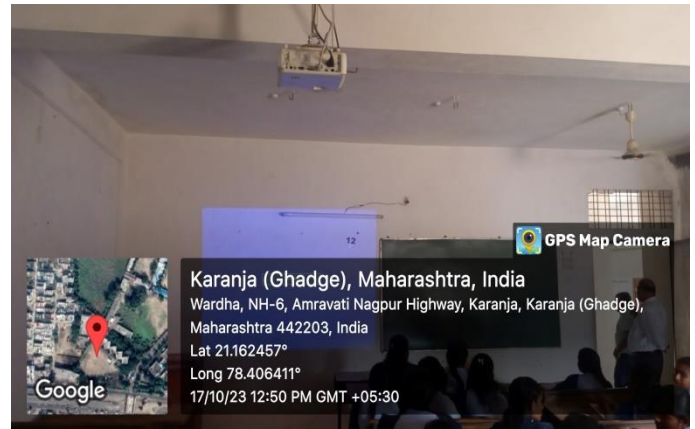 12
GPS Map Camera
Karanja (Ghadge), Maharashtra, India
Wardha, NH-6, Amravati Nagpur Highway, Karanja, Karanja (Ghadge),
Maharashtra 442203, India
Lat 21.162457°
Long 78.406411°
17/10/23 12:50 PM GMT +05:30
Google